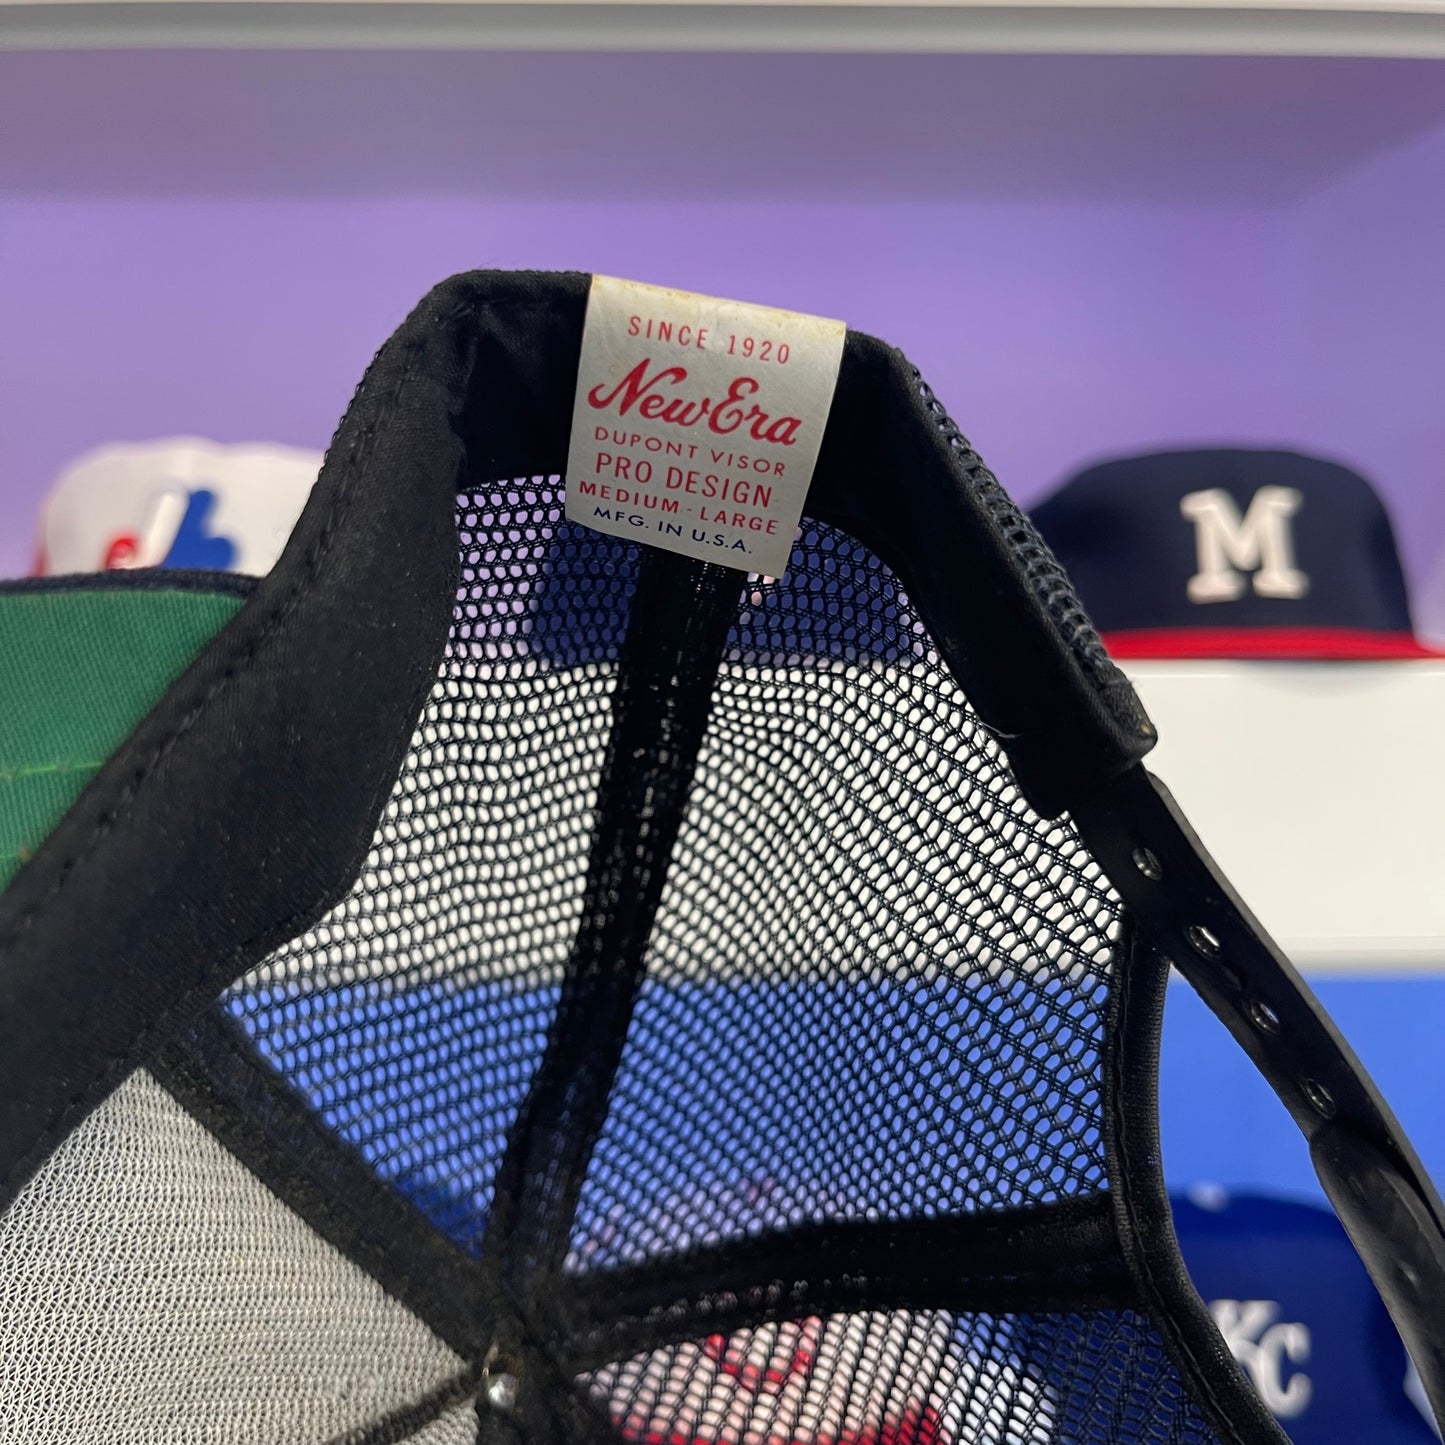 SINCE 1920
NewEra
DUPONT VISOR
PRO DESIGN
MEDIUM-LARGE
MFG. IN U.S.A.
M
KC